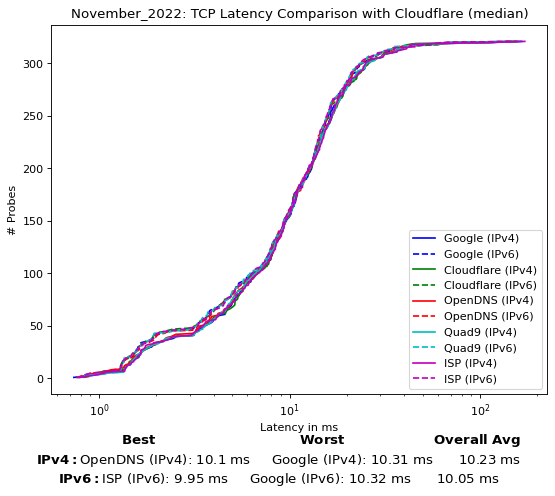 November_2022: TCP Latency Comparison with Cloudflare (median)
# Probes
300
250
200
150
100
50
0
Google (IPv4)
Google (IPv6)
Cloudflare (IPv4)
Cloudflare (IPv6)
OpenDNS (IPv4)
OpenDNS (IPv6)
Quad9 (IPv4)
Quad9 (IPv6)
ISP (IPv4)
ISP (IPv6)
10⁰ 10¹ 10²
Latency in ms
Best Worst Overall Avg
IPv4: OpenDNS (IPv4): 10.1 ms Google (IPv4): 10.31 ms 10.23 ms
IPv6: ISP (IPv6): 9.95 ms Google (IPv6): 10.32 ms 10.05 ms